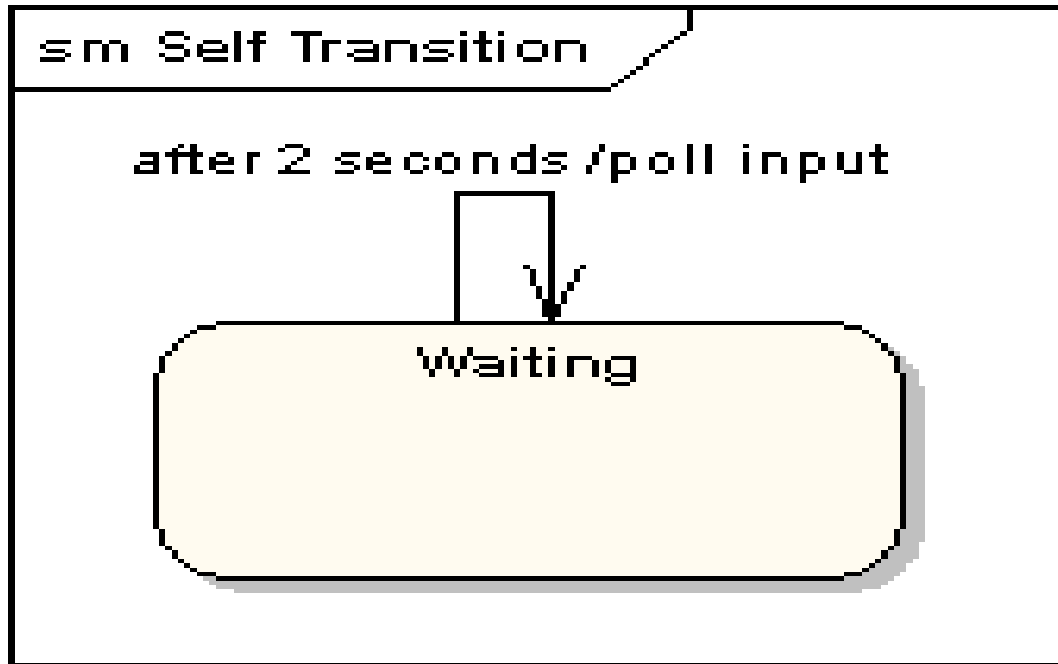 sm Self Transition
after 2 seconds /poll input
Waiting